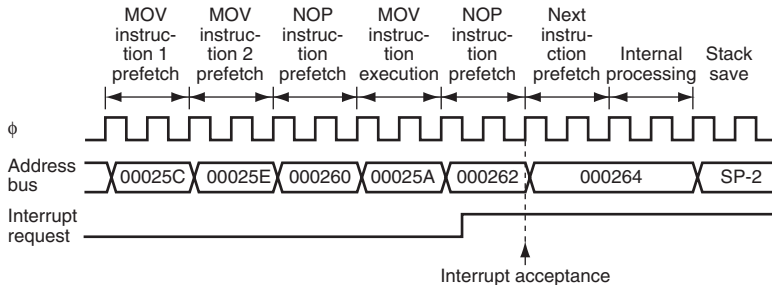 MOV instruc-tion 1 prefetch
MOV instruc-tion 2 prefetch
NOP instruc-tion prefetch
MOV instruc-tion execution
NOP instruc-tion prefetch
Next instru-ction prefetch
Internal processing
Stack save
φ
Address bus
00025C 00025E 000260 00025A 000262 000264 SP-2
Interrupt request
Interrupt acceptance